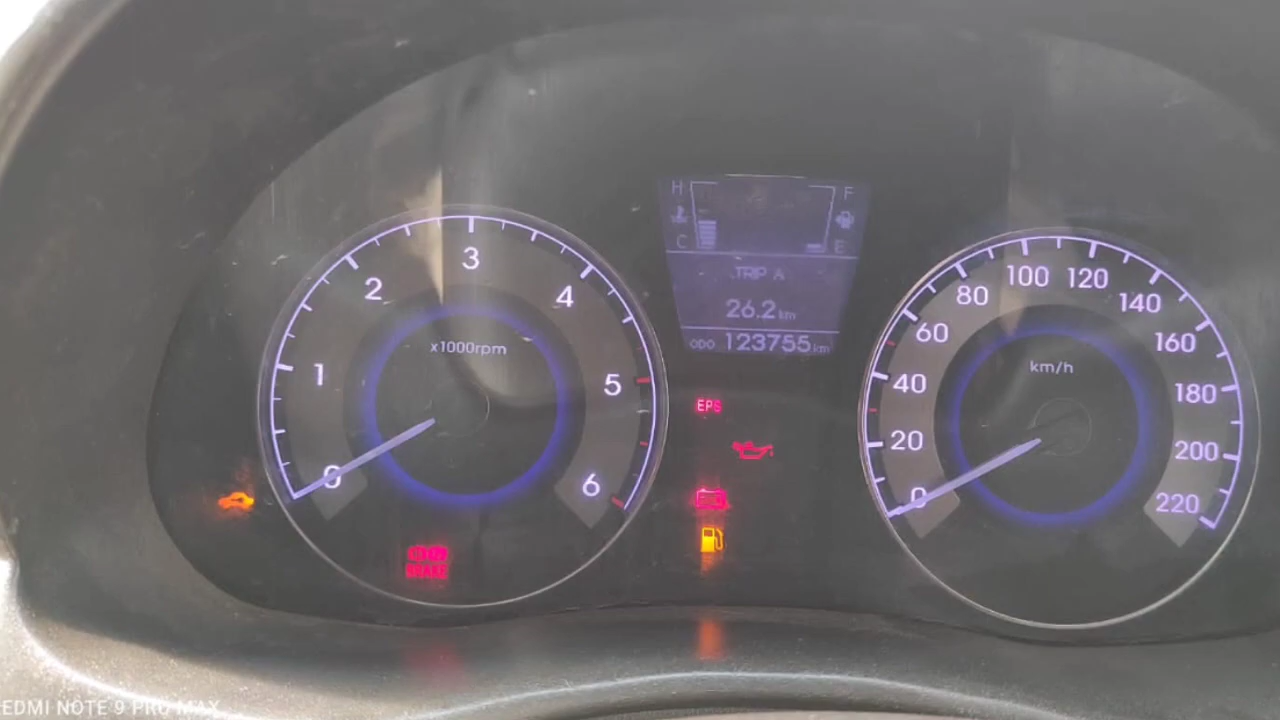 H F
C E
TRIP A
26.2 km
ODO 123755 km
0 1 2 3 4 5 6
x1000rpm
0 20 40 60 80 100 120 140 160 180 200 220
km/h
EPS
BRAKE
EDMI NOTE 9 PRO MAX